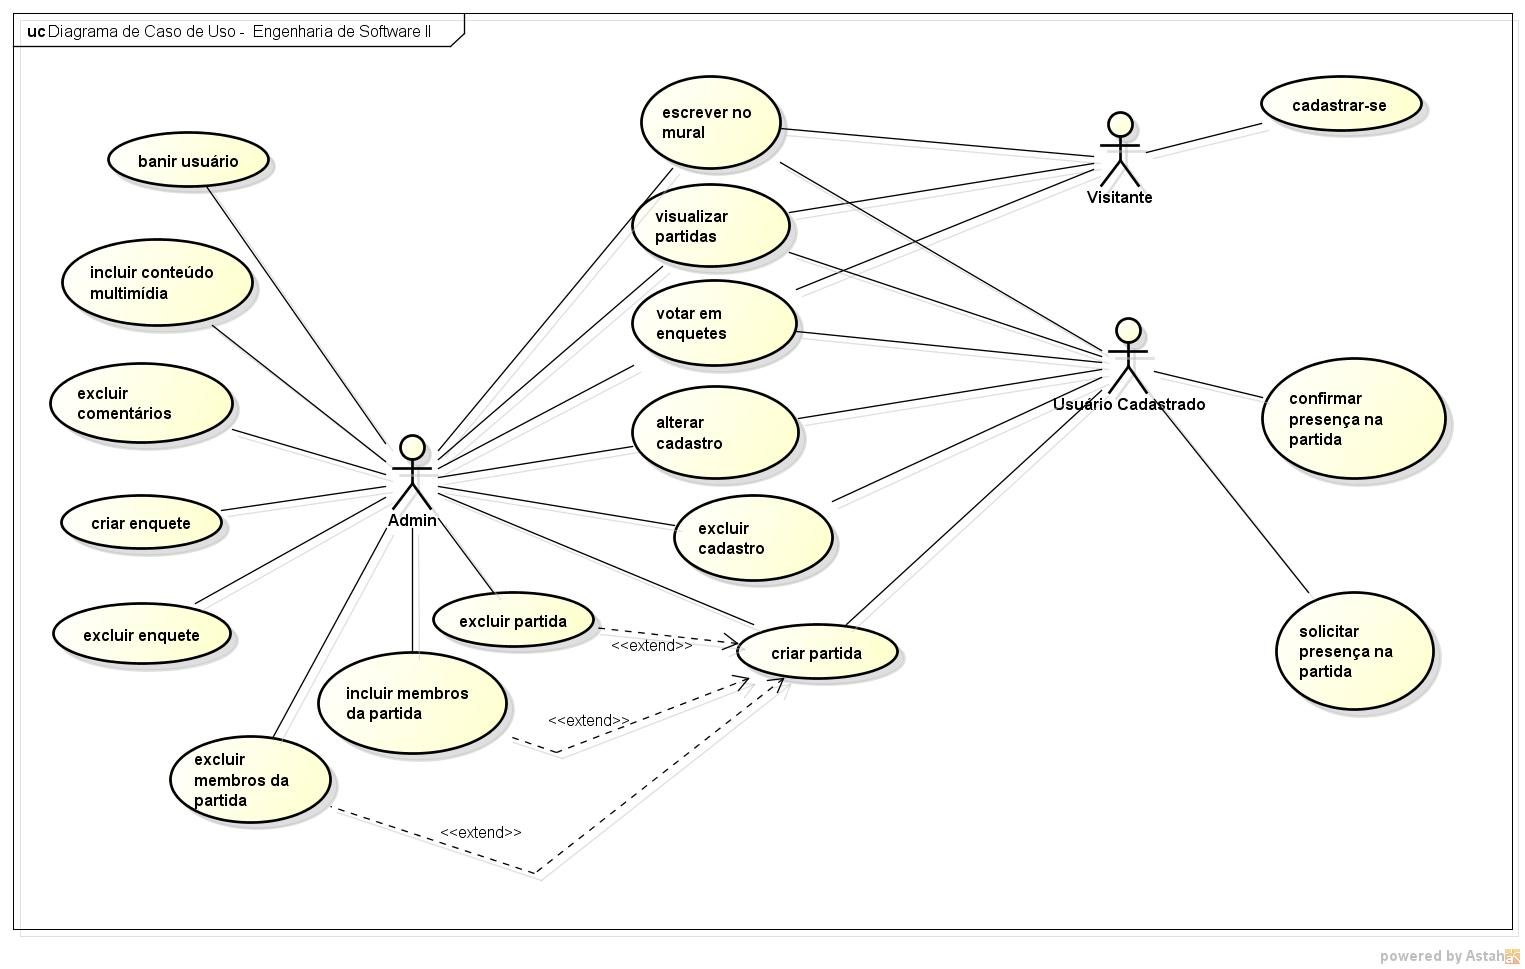 uc Diagrama de Caso de Uso - Engenharia de Software II
escrever no
mural
cadastrar-se
banir usuário
Visitante
visualizar
partidas
incluir conteúdo
multimídia
votar em
enquetes
excluir
comentários
Usuário Cadastrado
confirmar
presença na
partida
alterar
cadastro
criar enquete
Admin
excluir
cadastro
excluir enquete
excluir partida
<<extend>>
criar partida
solicitar
presença na
partida
incluir membros
da partida
<<extend>>
excluir
membros da
partida
<<extend>>
powered by Astah